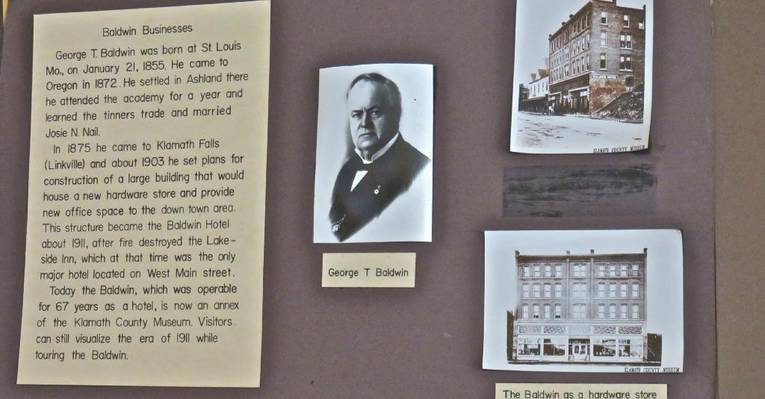 Baldwin Businesses
George T. Baldwin was born at St Louis
Mo., on January 21, 1855. He came to
Oregon in 1872. He settled in Ashland there
he attended the academy for a year and
learned the tinners trade and married
Josie N. Nail.
In 1875 he came to Klamath Falls
(Linkville) and about 1903 he set plans for
construction of a large building that would
house a new hardware store and provide
new office space to the down town area.
This structure became the Baldwin Hotel
about 1911, after fire destroyed the Lake-
side Inn, which at that time was the only
major hotel located on West Main street.
Today the Baldwin, which was operable
for 67 years as a hotel, is now an annex
of the Klamath County Museum. Visitors
can still visualize the era of 1911 while
touring the Baldwin.
George T Baldwin
KLAMATH COUNTY MUSEUM
KLAMATH COUNTY MUSEUM
The Baldwin as a hardware store